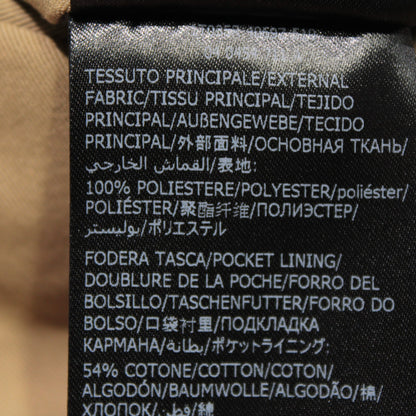 TESSUTO PRINCIPALE/EXTERNAL
FABRIC/TISSU PRINCIPAL/TEJIDO
PRINCIPAL/AUßENGEWEBE/TECIDO
PRINCIPAL/外部面料/ОСНОВНАЯ ТКАНЬ/
القماش الخارجي/表地:
100% POLIESTERE/POLYESTER/poliéster/
POLIÉSTER/聚酯纤维/ПОЛИЭСТЕР/
بوليستر/ポリエステル
FODERA TASCA/POCKET LINING/
DOUBLURE DE LA POCHE/FORRO DEL
BOLSILLO/TASCHENFUTTER/FORRO DO
BOLSO/口袋衬里/ПОДКЛАДКА
КАРМАНА/بطانة/ポケットライニング:
54% COTONE/COTTON/COTON/
ALGODÓN/BAUMWOLLE/ALGODÃO/棉/
ХЛОПОК/قطن/綿